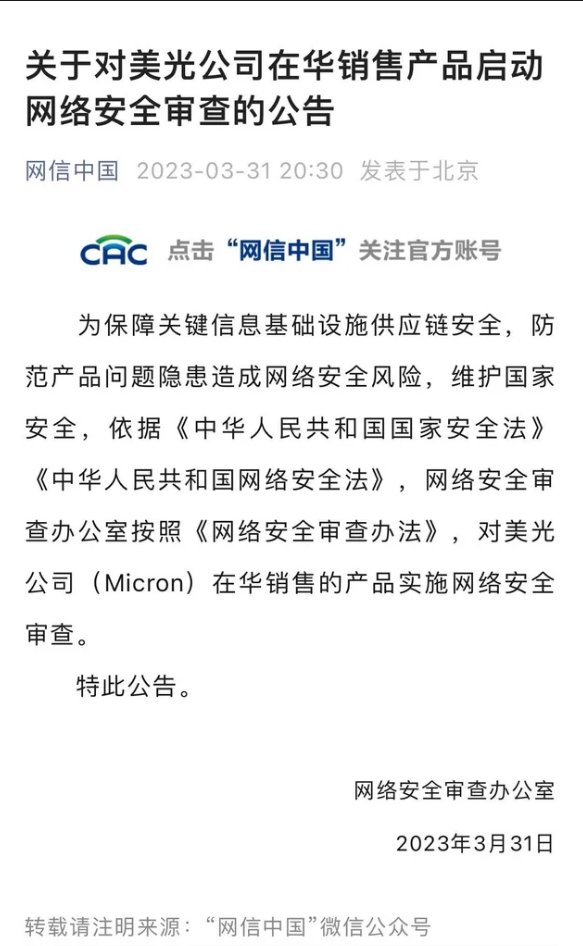 关于对美光公司在华销售产品启动
网络安全审查的公告
网信中国 2023-03-31 20:30 发表于北京
CAC 点击“网信中国”关注官方账号
为保障关键信息基础设施供应链安全，防
范产品问题隐患造成网络安全风险，维护国家
安全，依据《中华人民共和国国家安全法》
《中华人民共和国网络安全法》，网络安全审
查办公室按照《网络安全审查办法》，对美光
公司（Micron）在华销售的产品实施网络安全
审查。
特此公告。
网络安全审查办公室
2023年3月31日
转载请注明来源：“网信中国”微信公众号